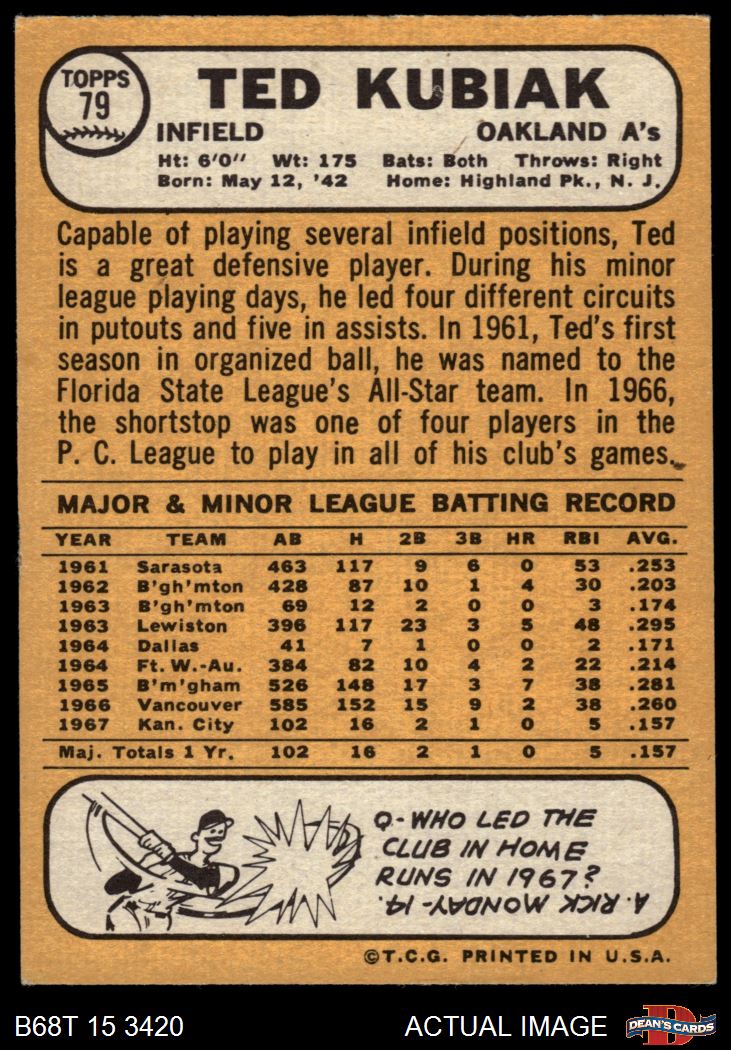 TOPPS
79
TED KUBIAK
INFIELD OAKLAND A's
Ht: 6'0" Wt: 175 Bats: Both Throws: Right
Born: May 12, '42 Home: Highland Pk., N. J.
Capable of playing several infield positions, Ted
is a great defensive player. During his minor
league playing days, he led four different circuits
in putouts and five in assists. In 1961, Ted's first
season in organized ball, he was named to the
Florida State League's All-Star team. In 1966,
the shortstop was one of four players in the
P. C. League to play in all of his club's games.
MAJOR & MINOR LEAGUE BATTING RECORD
YEAR TEAM AB H 2B 3B HR RBI AVG.
1961 Sarasota 463 117 9 6 0 53 .253
1962 B'gh'mton 428 87 10 1 4 30 .203
1963 B'gh'mton 69 12 2 0 0 3 .174
1963 Lewiston 396 117 23 3 5 48 .295
1964 Dallas 41 7 1 0 0 2 .171
1964 Ft. W.-Au. 384 82 10 4 2 22 .214
1965 B'm'gham 526 148 17 3 7 38 .281
1966 Vancouver 585 152 15 9 2 38 .260
1967 Kan. City 102 16 2 1 0 5 .157
Maj. Totals 1 Yr. 102 16 2 1 0 5 .157
Q-WHO LED THE
CLUB IN HOME
RUNS IN 1967?
A. RICK MONDAY-14.
©T.C.G. PRINTED IN U.S.A.
B68T 15 3420 ACTUAL IMAGE
DEAN'S CARDS